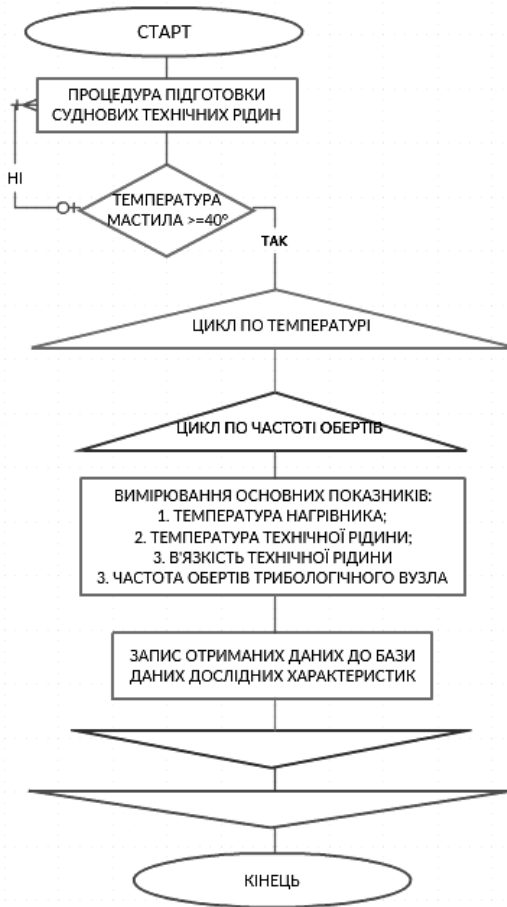 СТАРТ
ПРОЦЕДУРА ПІДГОТОВКИ
СУДНОВИХ ТЕХНІЧНИХ РІДИН
НІ
ТЕМПЕРАТУРА
МАСТИЛА >=40°
ТАК
ЦИКЛ ПО ТЕМПЕРАТУРІ
ЦИКЛ ПО ЧАСТОТІ ОБЕРТІВ
ВИМІРЮВАННЯ ОСНОВНИХ ПОКАЗНИКІВ:
1. ТЕМПЕРАТУРА НАГРІВНИКА;
2. ТЕМПЕРАТУРА ТЕХНІЧНОЇ РІДИНИ;
3. В'ЯЗКІСТЬ ТЕХНІЧНОЇ РІДИНИ
3. ЧАСТОТА ОБЕРТІВ ТРИБОЛОГІЧНОГО ВУЗЛА
ЗАПИС ОТРИМАНИХ ДАНИХ ДО БАЗИ
ДАНИХ ДОСЛІДНИХ ХАРАКТЕРИСТИК
КІНЕЦЬ